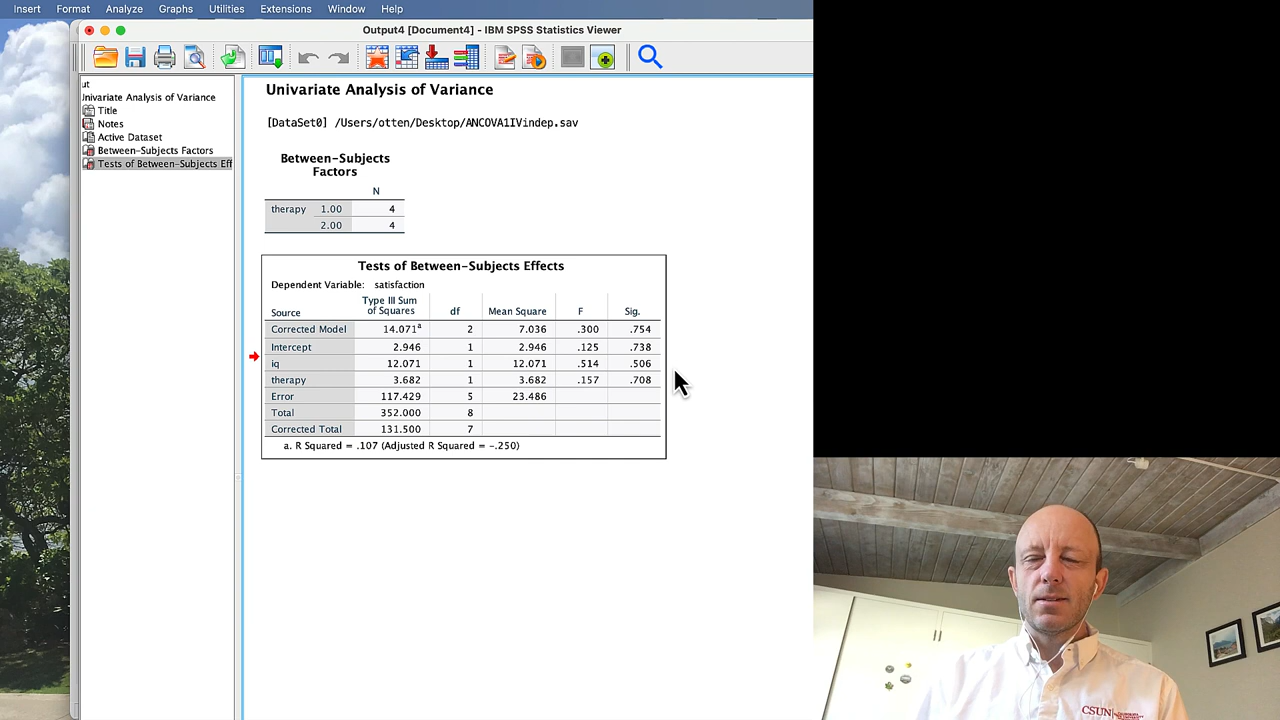 Insert Format Analyze Graphs Utilities Extensions Window Help
Output4 [Document4] - IBM SPSS Statistics Viewer
ut
Univariate Analysis of Variance
Title
Notes
Active Dataset
Between-Subjects Factors
Tests of Between-Subjects Eff
Univariate Analysis of Variance
[DataSet0] /Users/otten/Desktop/ANCOVA1IVindep.sav
Between-Subjects
Factors
N
therapy 1.00 4
2.00 4
Tests of Between-Subjects Effects
Dependent Variable: satisfaction
Source Type III Sum of Squares df Mean Square F Sig.
Corrected Model 14.071a 2 7.036 .300 .754
Intercept 2.946 1 2.946 .125 .738
iq 12.071 1 12.071 .514 .506
therapy 3.682 1 3.682 .157 .708
Error 117.429 5 23.486
Total 352.000 8
Corrected Total 131.500 7
a. R Squared = .107 (Adjusted R Squared = -.250)
CSUN